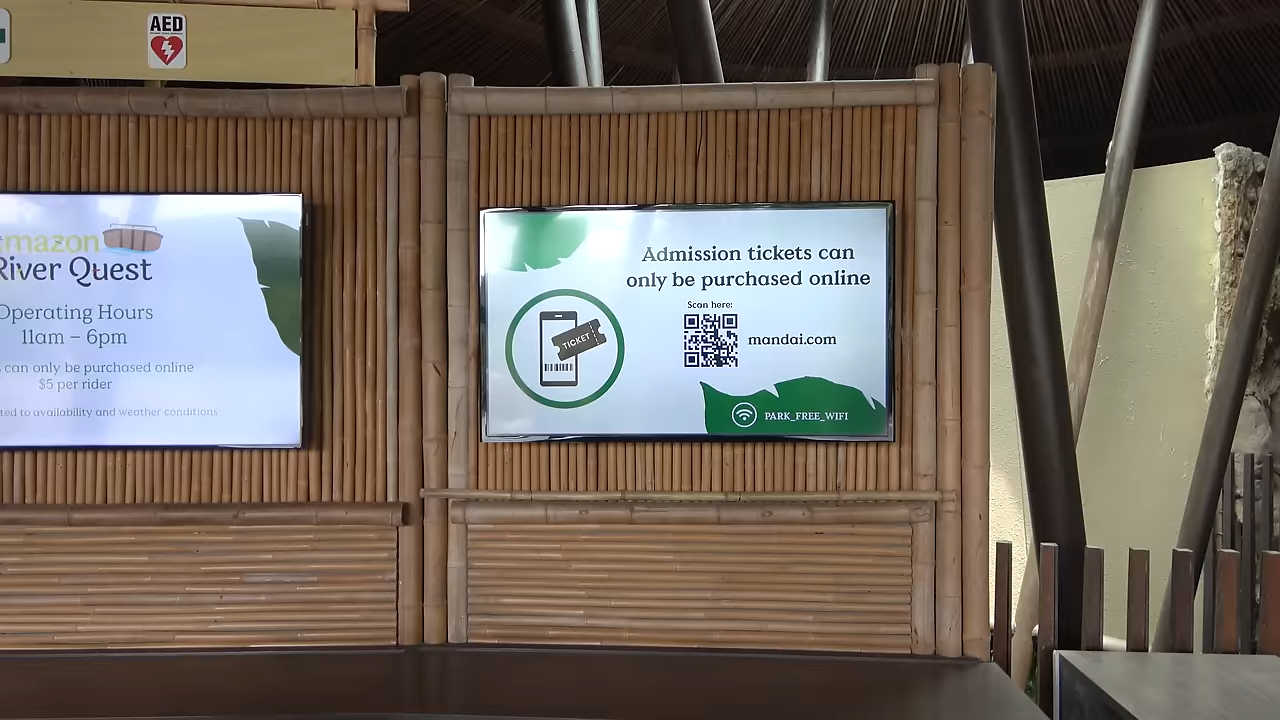 AED
mazon
River Quest
Operating Hours
11am – 6pm
can only be purchased online
$5 per rider
to availability and weather conditions
Admission tickets can
only be purchased online
Scan here:
TICKET
mandai.com
PARK_FREE_WIFI